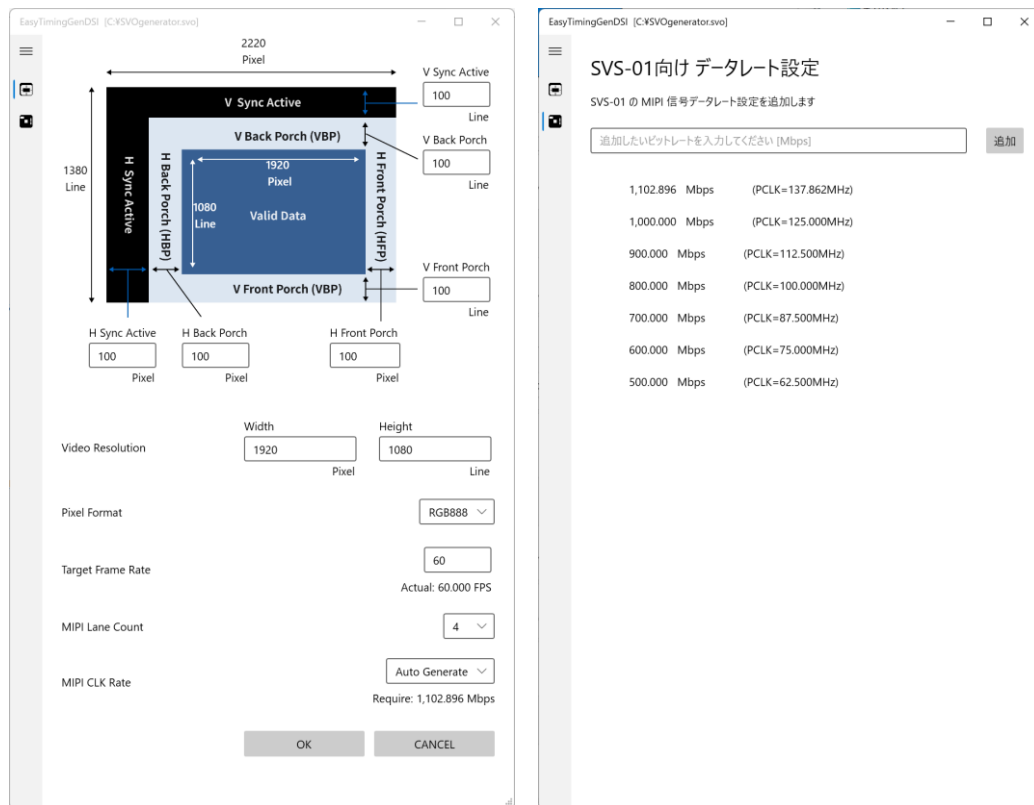 EasyTimingGenDSI [C:¥SVOgenerator.svo]
2220
Pixel
V Sync Active
100
Line
V Sync Active
V Back Porch (VBP)
V Back Porch
100
Line
1380
Line
H Sync Active
H Back Porch (HBP)
1920
Pixel
1080
Line
Valid Data
H Front Porch (HFP)
V Front Porch (VBP)
V Front Porch
100
Line
H Sync Active
100
Pixel
H Back Porch
100
Pixel
H Front Porch
100
Pixel
Video Resolution
Width
1920
Pixel
Height
1080
Line
Pixel Format
RGB888
Target Frame Rate
60
Actual: 60.000 FPS
MIPI Lane Count
4
MIPI CLK Rate
Auto Generate
Require: 1,102.896 Mbps
OK
CANCEL
EasyTimingGenDSI [C:¥SVOgenerator.svo]
SVS-01向け データレート設定
SVS-01 の MIPI 信号データレート設定を追加します
追加したいビットレートを入力してください [Mbps]
追加
1,102.896 Mbps (PCLK=137.862MHz)
1,000.000 Mbps (PCLK=125.000MHz)
900.000 Mbps (PCLK=112.500MHz)
800.000 Mbps (PCLK=100.000MHz)
700.000 Mbps (PCLK=87.500MHz)
600.000 Mbps (PCLK=75.000MHz)
500.000 Mbps (PCLK=62.500MHz)